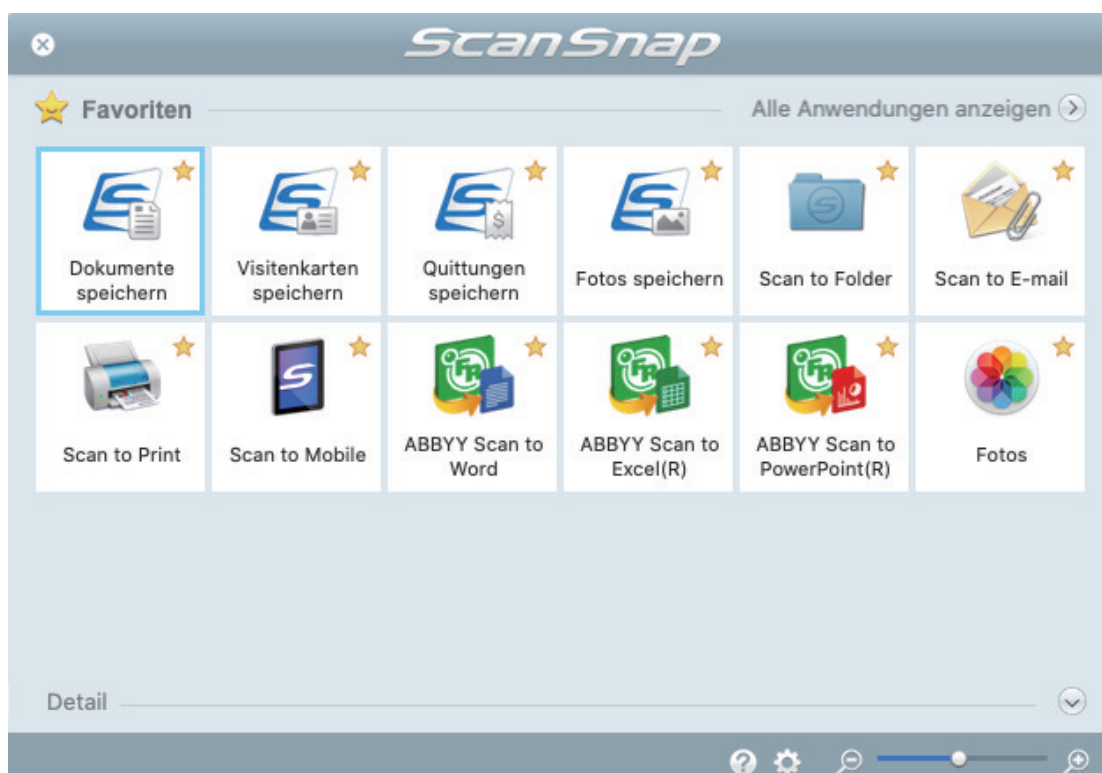 ScanSnap
Favoriten
Alle Anwendungen anzeigen
Dokumente
speichern
Visitenkarten
speichern
Quittungen
speichern
Fotos speichern
Scan to Folder
Scan to E-mail
Scan to Print
Scan to Mobile
ABBYY Scan to
Word
ABBYY Scan to
Excel(R)
ABBYY Scan to
PowerPoint(R)
Fotos
Detail